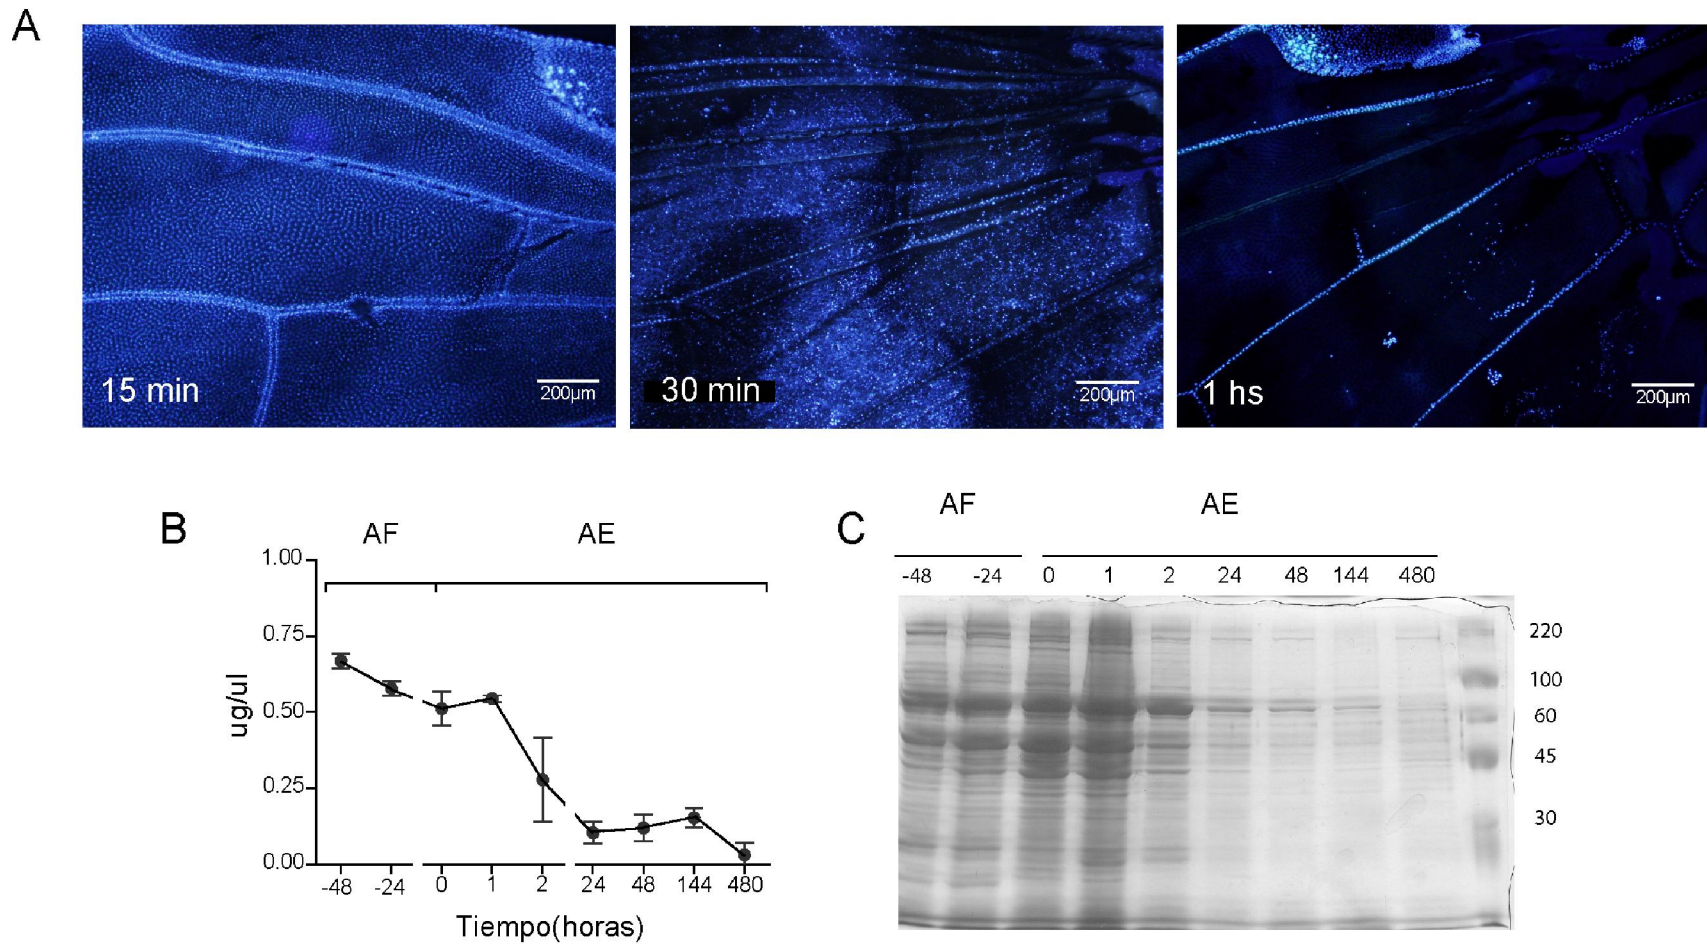 A
15 min
200µm
30 min
200µm
1 hs
200µm
B
AF AE
1.00
0.75
0.50
0.25
0.00
ug/ul
-48 -24 0 1 2 24 48 144 480
Tiempo(horas)
C
AF AE
-48 -24 0 1 2 24 48 144 480
220
100
60
45
30